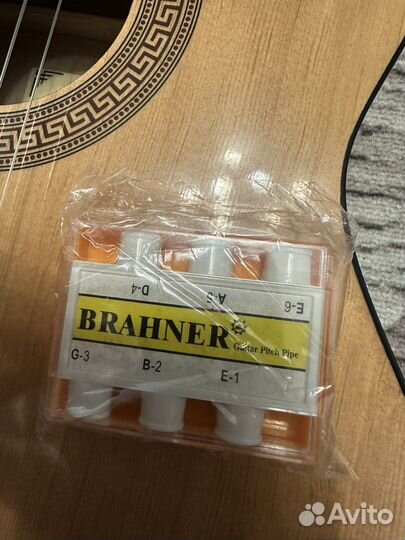 D-4 A-5 E-6
BRAHNER Guitar Pitch Pipe
G-3 B-2 E-1
Avito